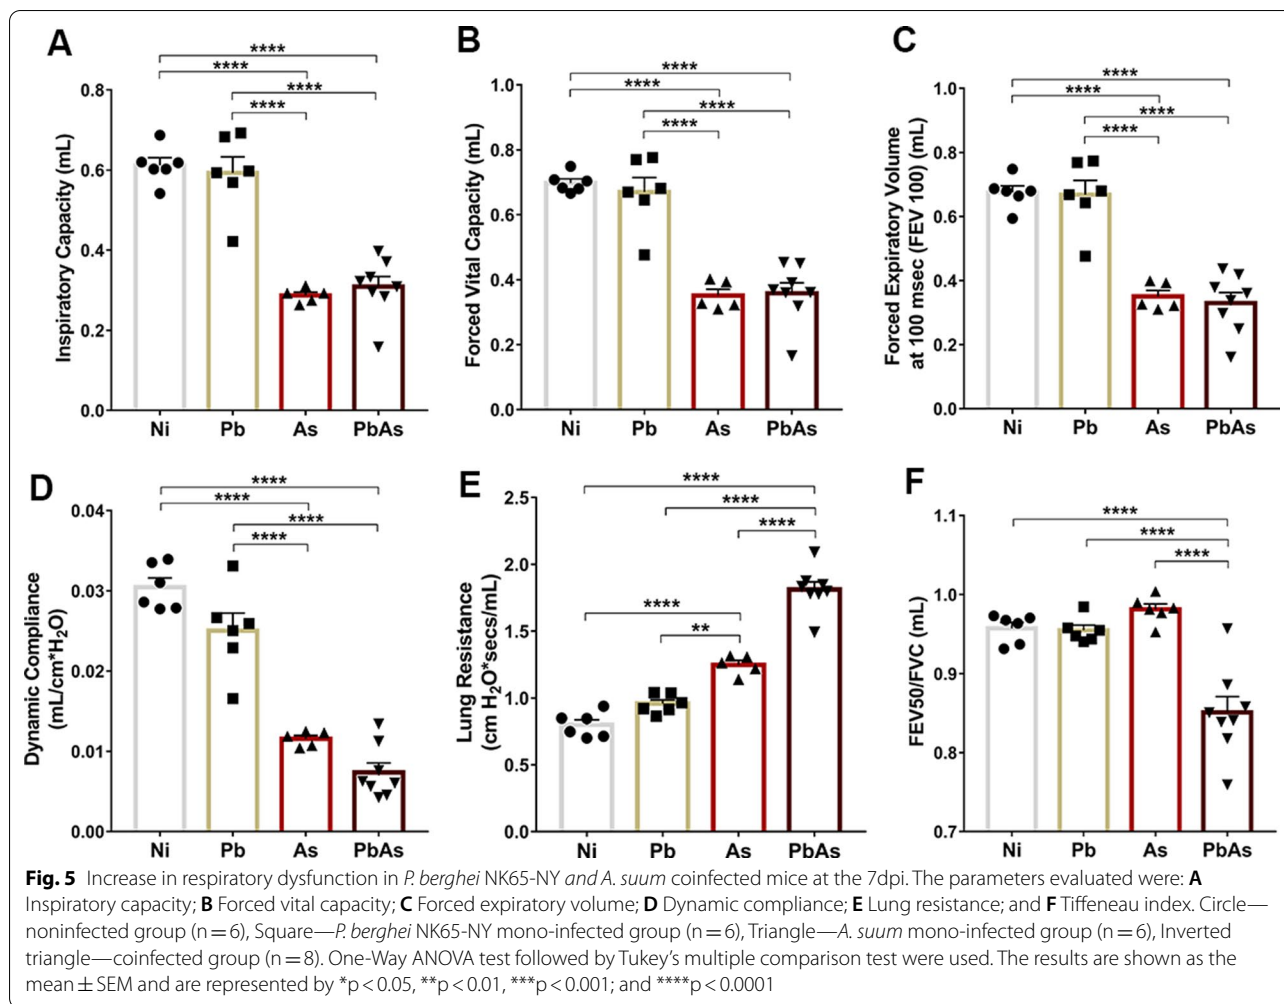 A
****
****
****
****
Inspiratory Capacity (mL)
0.8
0.6
0.4
0.2
0.0
Ni Pb As PbAs
B
****
****
****
****
Forced Vital Capacity (mL)
1.0
0.8
0.6
0.4
0.2
0.0
Ni Pb As PbAs
C
****
****
****
****
Forced Expiratory Volume
at 100 msec (FEV 100) (mL)
1.0
0.8
0.6
0.4
0.2
0.0
Ni Pb As PbAs
D
****
****
****
****
Dynamic Compliance
(mL/cm*H₂O)
0.04
0.03
0.02
0.01
0.00
Ni Pb As PbAs
E
****
****
****
****
**
Lung Resistance
(cm H₂O*secs/mL)
2.5
2.0
1.5
1.0
0.5
0.0
Ni Pb As PbAs
F
****
****
****
FEV50/FVC (mL)
1.1
1.0
0.9
0.8
0.7
Ni Pb As PbAs
Fig. 5 Increase in respiratory dysfunction in P. berghei NK65-NY and A. suum coinfected mice at the 7dpi. The parameters evaluated were: A
Inspiratory capacity; B Forced vital capacity; C Forced expiratory volume; D Dynamic compliance; E Lung resistance; and F Tiffeneau index. Circle—
noninfected group (n = 6), Square—P. berghei NK65-NY mono-infected group (n = 6), Triangle—A. suum mono-infected group (n = 6), Inverted
triangle—coinfected group (n = 8). One-Way ANOVA test followed by Tukey's multiple comparison test were used. The results are shown as the
mean ± SEM and are represented by *p < 0.05, **p < 0.01, ***p < 0.001; and ****p < 0.0001